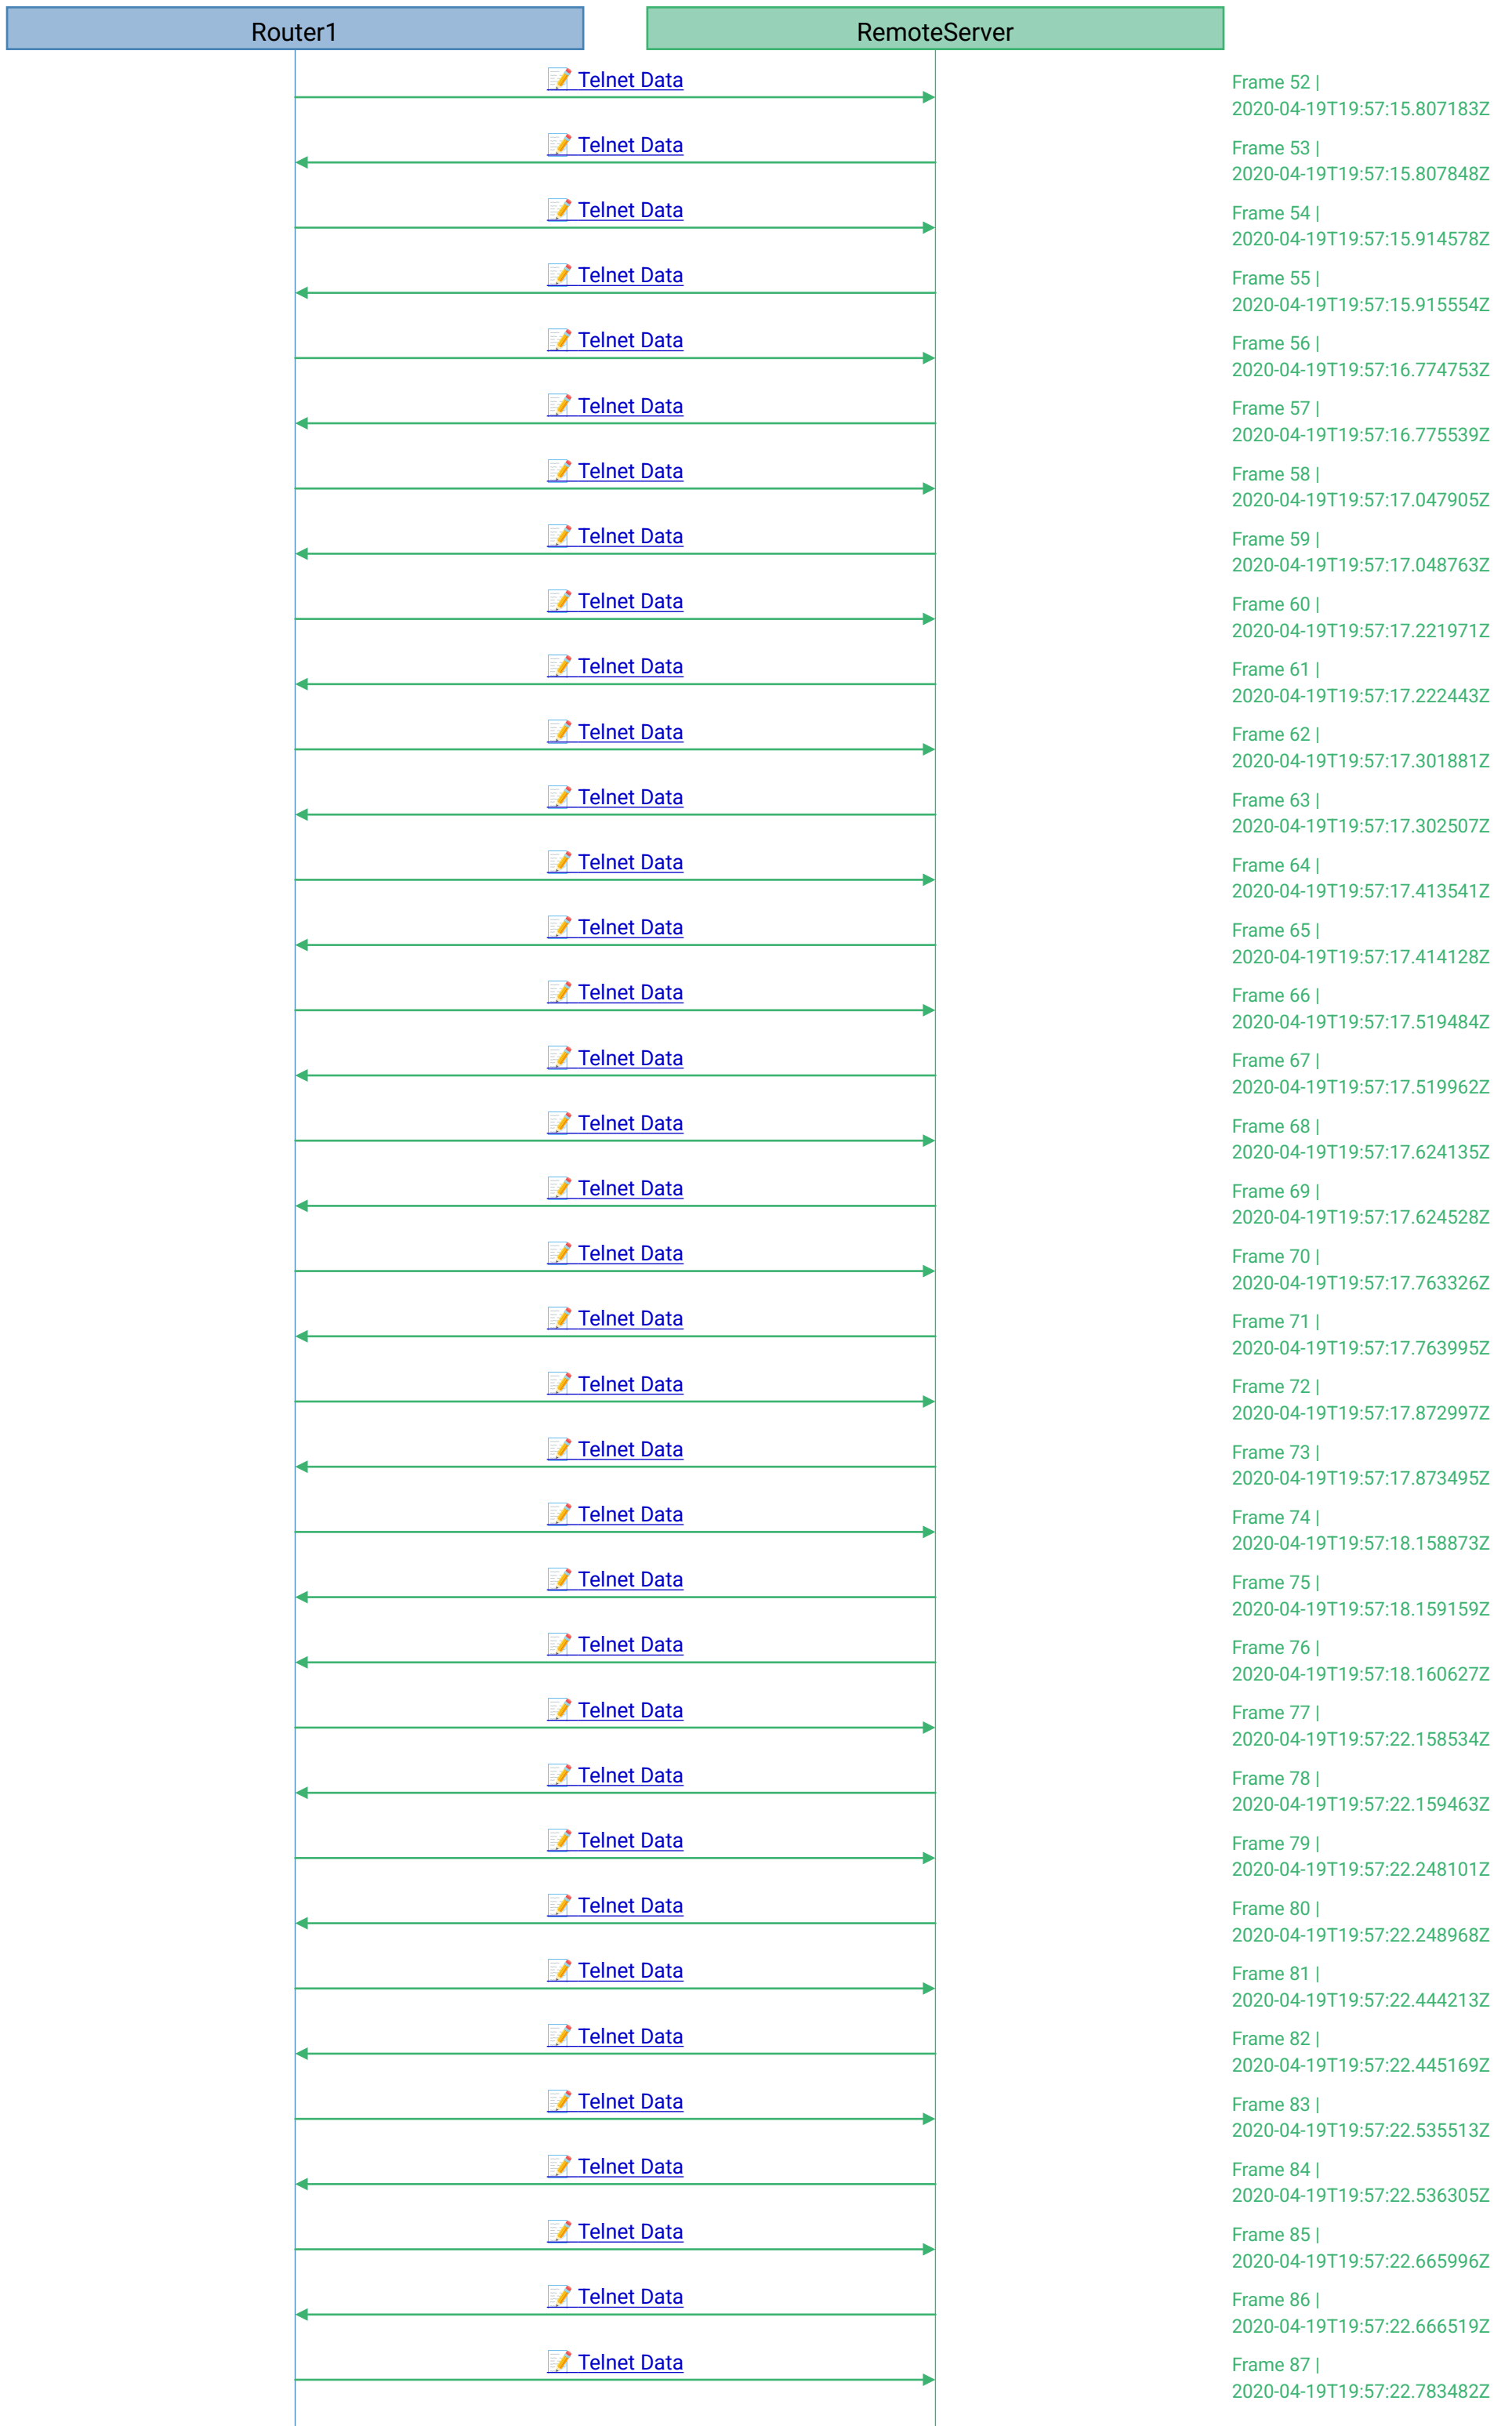 Router1
RemoteServer
📝 Telnet Data
Frame 52 |
2020-04-19T19:57:15.807183Z
📝 Telnet Data
Frame 53 |
2020-04-19T19:57:15.807848Z
📝 Telnet Data
Frame 54 |
2020-04-19T19:57:15.914578Z
📝 Telnet Data
Frame 55 |
2020-04-19T19:57:15.915554Z
📝 Telnet Data
Frame 56 |
2020-04-19T19:57:16.774753Z
📝 Telnet Data
Frame 57 |
2020-04-19T19:57:16.775539Z
📝 Telnet Data
Frame 58 |
2020-04-19T19:57:17.047905Z
📝 Telnet Data
Frame 59 |
2020-04-19T19:57:17.048763Z
📝 Telnet Data
Frame 60 |
2020-04-19T19:57:17.221971Z
📝 Telnet Data
Frame 61 |
2020-04-19T19:57:17.222443Z
📝 Telnet Data
Frame 62 |
2020-04-19T19:57:17.301881Z
📝 Telnet Data
Frame 63 |
2020-04-19T19:57:17.302507Z
📝 Telnet Data
Frame 64 |
2020-04-19T19:57:17.413541Z
📝 Telnet Data
Frame 65 |
2020-04-19T19:57:17.414128Z
📝 Telnet Data
Frame 66 |
2020-04-19T19:57:17.519484Z
📝 Telnet Data
Frame 67 |
2020-04-19T19:57:17.519962Z
📝 Telnet Data
Frame 68 |
2020-04-19T19:57:17.624135Z
📝 Telnet Data
Frame 69 |
2020-04-19T19:57:17.624528Z
📝 Telnet Data
Frame 70 |
2020-04-19T19:57:17.763326Z
📝 Telnet Data
Frame 71 |
2020-04-19T19:57:17.763995Z
📝 Telnet Data
Frame 72 |
2020-04-19T19:57:17.872997Z
📝 Telnet Data
Frame 73 |
2020-04-19T19:57:17.873495Z
📝 Telnet Data
Frame 74 |
2020-04-19T19:57:18.158873Z
📝 Telnet Data
Frame 75 |
2020-04-19T19:57:18.159159Z
📝 Telnet Data
Frame 76 |
2020-04-19T19:57:18.160627Z
📝 Telnet Data
Frame 77 |
2020-04-19T19:57:22.158534Z
📝 Telnet Data
Frame 78 |
2020-04-19T19:57:22.159463Z
📝 Telnet Data
Frame 79 |
2020-04-19T19:57:22.248101Z
📝 Telnet Data
Frame 80 |
2020-04-19T19:57:22.248968Z
📝 Telnet Data
Frame 81 |
2020-04-19T19:57:22.444213Z
📝 Telnet Data
Frame 82 |
2020-04-19T19:57:22.445169Z
📝 Telnet Data
Frame 83 |
2020-04-19T19:57:22.535513Z
📝 Telnet Data
Frame 84 |
2020-04-19T19:57:22.536305Z
📝 Telnet Data
Frame 85 |
2020-04-19T19:57:22.665996Z
📝 Telnet Data
Frame 86 |
2020-04-19T19:57:22.666519Z
📝 Telnet Data
Frame 87 |
2020-04-19T19:57:22.783482Z